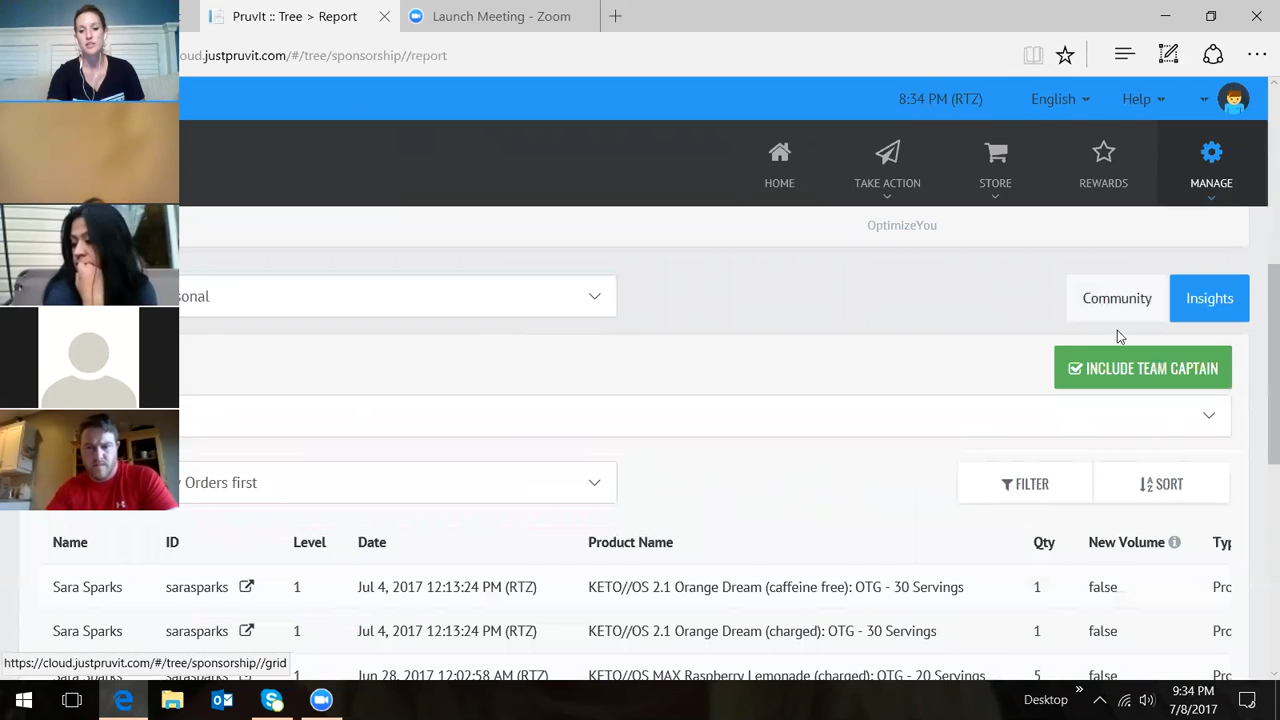 PruvIt :: Tree > Report
Launch Meeting - Zoom
cloud.justpruvit.com/#/tree/sponsorship//report
8:34 PM (RTZ)
English
Help
HOME
TAKE ACTION
STORE
REWARDS
MANAGE
OptimizeYou
sonal
Community
Insights
INCLUDE TEAM CAPTAIN
y Orders first
FILTER
SORT
Name ID Level Date Product Name Qty New Volume Typ
Sara Sparks sarasparks 1 Jul 4, 2017 12:13:24 PM (RTZ) KETO//OS 2.1 Orange Dream (caffeine free): OTG - 30 Servings 1 false Pro
Sara Sparks sarasparks 1 Jul 4, 2017 12:13:24 PM (RTZ) KETO//OS 2.1 Orange Dream (charged): OTG - 30 Servings 1 false Pro
Sara Sparks sarasparks 1 Jun 28, 2017 12:02:58 AM (RTZ) KETO//OS MAX Raspberry Lemonade (charged): OTG - 20 Servings 5 false Pro
https://cloud.justpruvit.com/#/tree/sponsorship//grid
Desktop
9:34 PM
7/8/2017